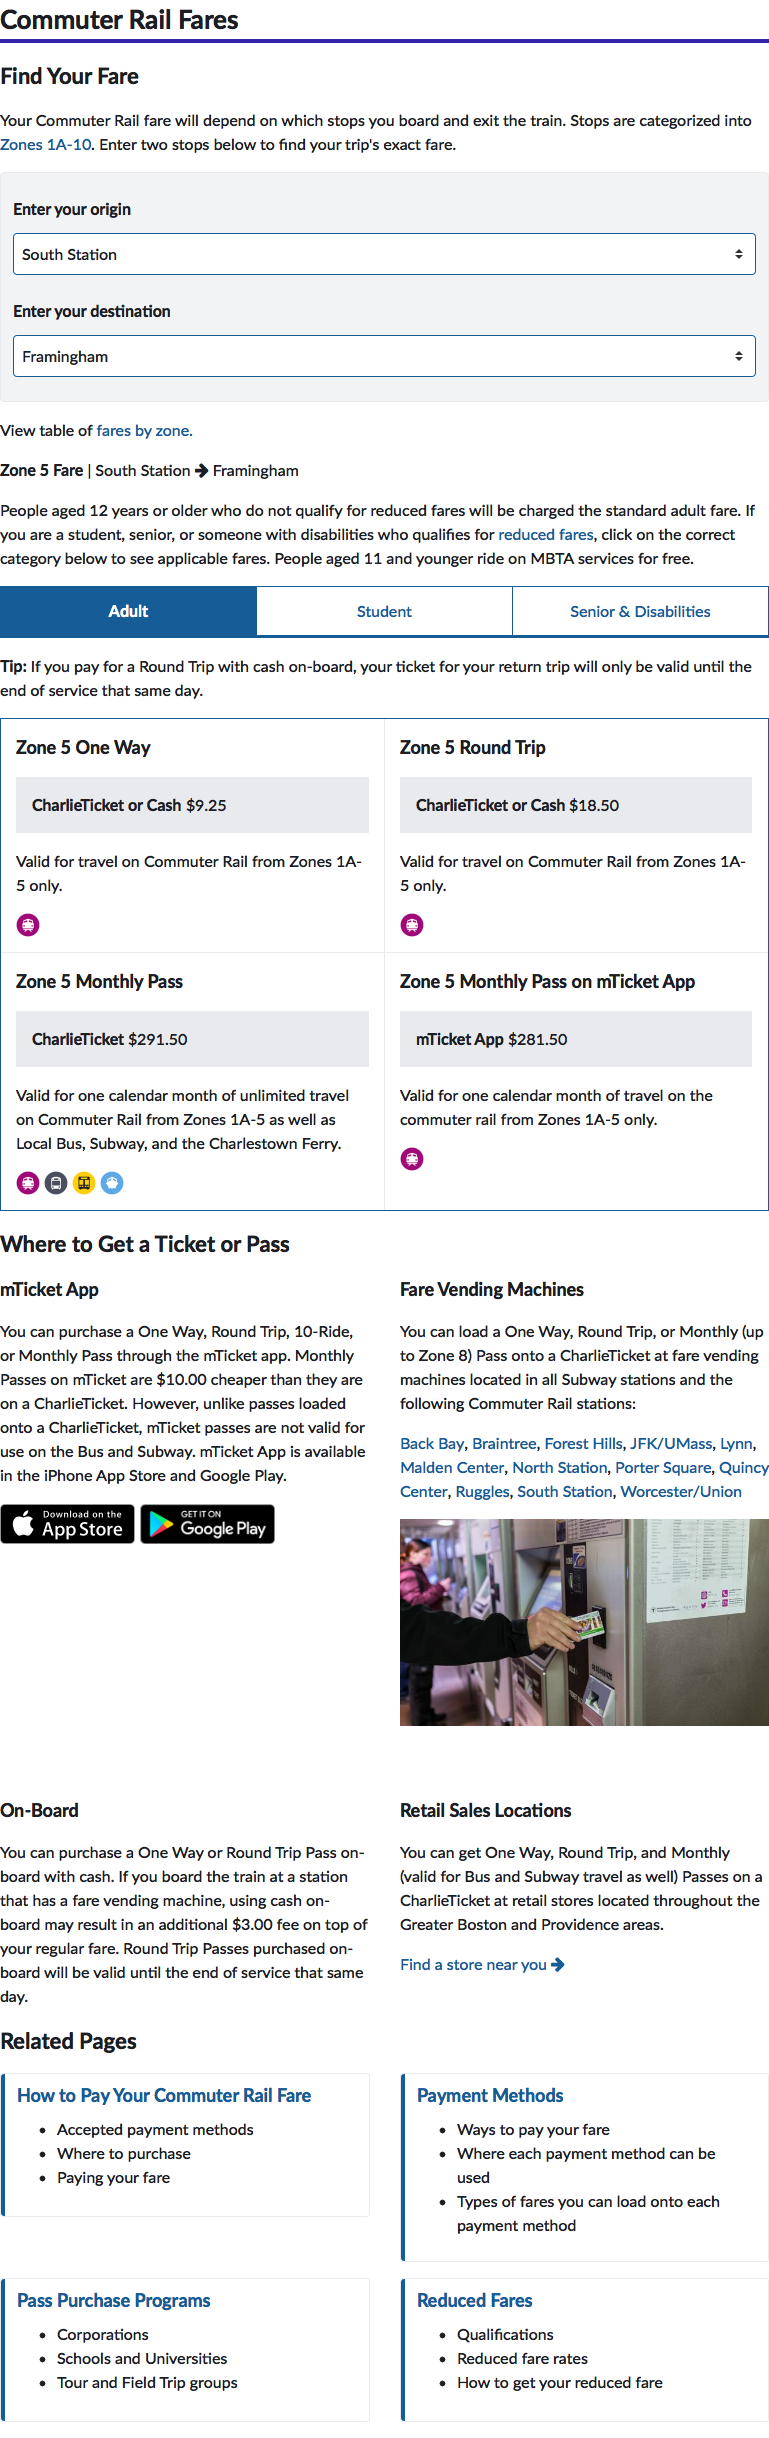 Commuter Rail Fares
Find Your Fare
Your Commuter Rail fare will depend on which stops you board and exit the train. Stops are categorized into
Zones 1A-10. Enter two stops below to find your trip's exact fare.
Enter your origin
South Station
Enter your destination
Framingham
View table of fares by zone.
Zone 5 Fare | South Station → Framingham
People aged 12 years or older who do not qualify for reduced fares will be charged the standard adult fare. If
you are a student, senior, or someone with disabilities who qualifies for reduced fares, click on the correct
category below to see applicable fares. People aged 11 and younger ride on MBTA services for free.
Adult
Student
Senior & Disabilities
Tip: If you pay for a Round Trip with cash on-board, your ticket for your return trip will only be valid until the
end of service that same day.
Zone 5 One Way
CharlieTicket or Cash $9.25
Valid for travel on Commuter Rail from Zones 1A-
5 only.
Zone 5 Round Trip
CharlieTicket or Cash $18.50
Valid for travel on Commuter Rail from Zones 1A-
5 only.
Zone 5 Monthly Pass
CharlieTicket $291.50
Valid for one calendar month of unlimited travel
on Commuter Rail from Zones 1A-5 as well as
Local Bus, Subway, and the Charlestown Ferry.
Zone 5 Monthly Pass on mTicket App
mTicket App $281.50
Valid for one calendar month of travel on the
commuter rail from Zones 1A-5 only.
Where to Get a Ticket or Pass
mTicket App
You can purchase a One Way, Round Trip, 10-Ride,
or Monthly Pass through the mTicket app. Monthly
Passes on mTicket are $10.00 cheaper than they are
on a CharlieTicket. However, unlike passes loaded
onto a CharlieTicket, mTicket passes are not valid for
use on the Bus and Subway. mTicket App is available
in the iPhone App Store and Google Play.
Download on the
App Store
GET IT ON
Google Play
Fare Vending Machines
You can load a One Way, Round Trip, or Monthly (up
to Zone 8) Pass onto a CharlieTicket at fare vending
machines located in all Subway stations and the
following Commuter Rail stations:
Back Bay, Braintree, Forest Hills, JFK/UMass, Lynn,
Malden Center, North Station, Porter Square, Quincy
Center, Ruggles, South Station, Worcester/Union
On-Board
You can purchase a One Way or Round Trip Pass on-
board with cash. If you board the train at a station
that has a fare vending machine, using cash on-
board may result in an additional $3.00 fee on top of
your regular fare. Round Trip Passes purchased on-
board will be valid until the end of service that same
day.
Retail Sales Locations
You can get One Way, Round Trip, and Monthly
(valid for Bus and Subway travel as well) Passes on a
CharlieTicket at retail stores located throughout the
Greater Boston and Providence areas.
Find a store near you →
Related Pages
How to Pay Your Commuter Rail Fare
• Accepted payment methods
• Where to purchase
• Paying your fare
Payment Methods
• Ways to pay your fare
• Where each payment method can be
used
• Types of fares you can load onto each
payment method
Pass Purchase Programs
• Corporations
• Schools and Universities
• Tour and Field Trip groups
Reduced Fares
• Qualifications
• Reduced fare rates
• How to get your reduced fare